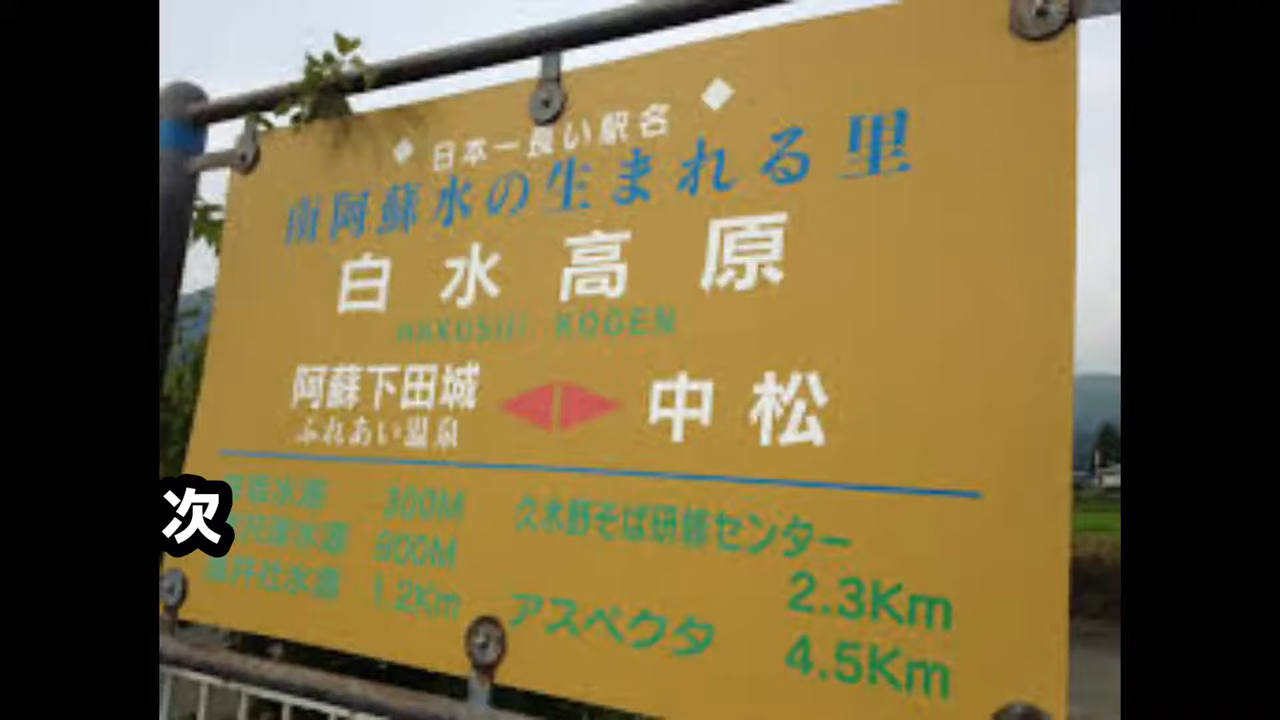 ◆ 日本一長い駅名 ◆
南阿蘇水の生まれる里
白水高原
HAKUSUI KOGEN
阿蘇下田城 中松
ふれあい温泉
300M 久木野そば研修センター
900M 2.3Km
1.2Km アスペクタ 4.5Km
次